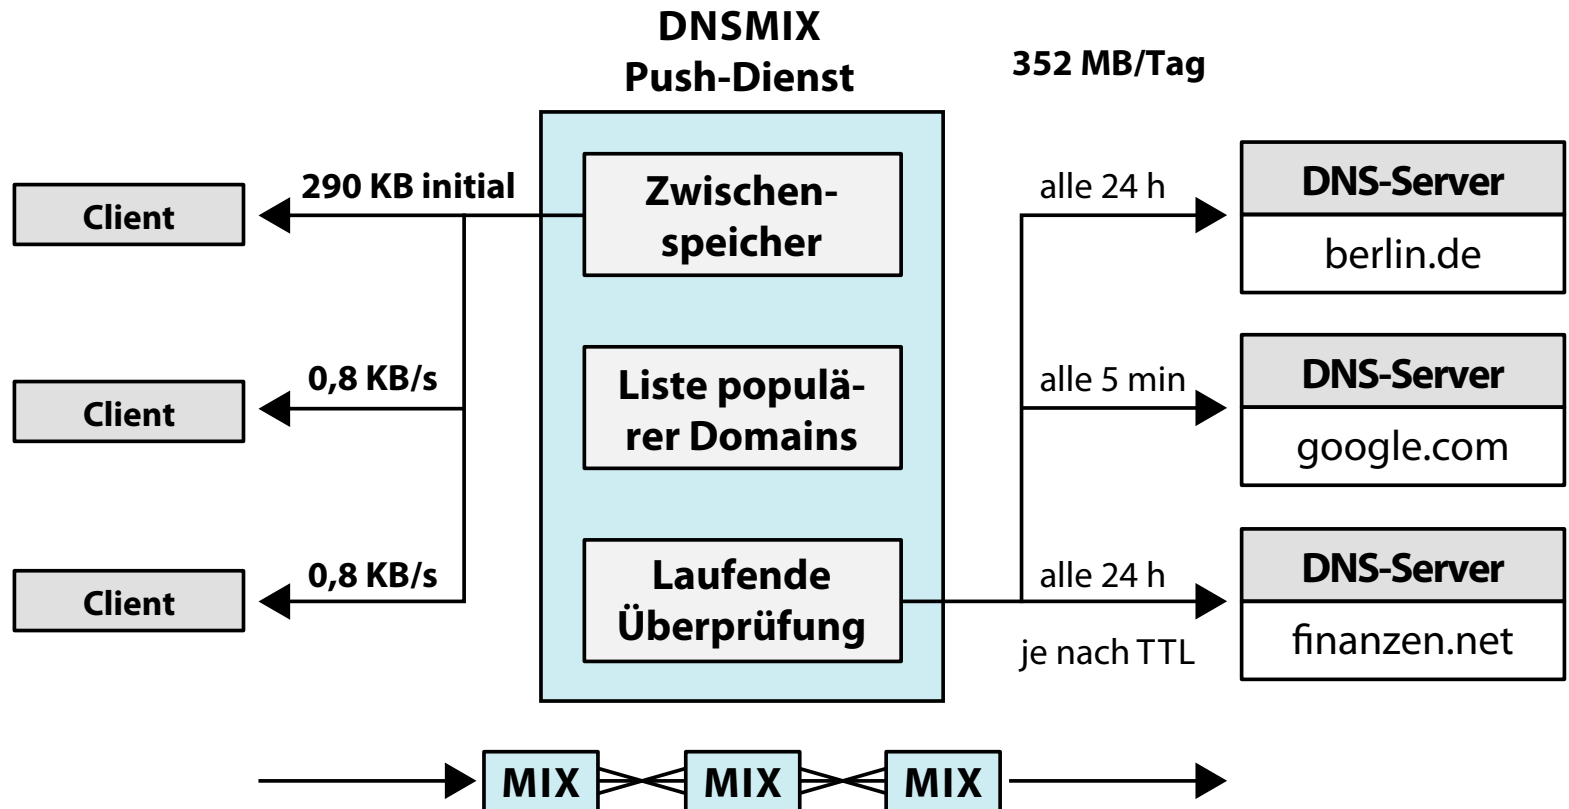 DNSMIX
Push-Dienst
352 MB/Tag
290 KB initial
Client
Zwischen-
speicher
alle 24 h
DNS-Server
berlin.de
0,8 KB/s
Client
Liste populä-
rer Domains
alle 5 min
DNS-Server
google.com
0,8 KB/s
Client
Laufende
Überprüfung
alle 24 h
je nach TTL
DNS-Server
finanzen.net
MIX
MIX
MIX